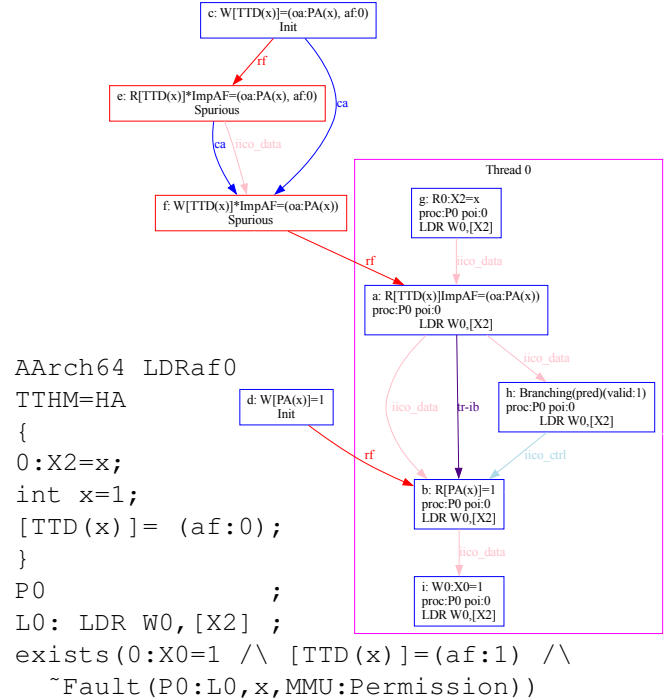 c: W[TTD(x)]=(oa:PA(x), af:0)
Init
rf
e: R[TTD(x)]*ImpAF=(oa:PA(x), af:0)
Spurious
ca
ca
iico_data
f: W[TTD(x)]*ImpAF=(oa:PA(x))
Spurious
rf
Thread 0
g: R0:X2=x
proc:P0 poi:0
LDR W0,[X2]
iico_data
a: R[TTD(x)]ImpAF=(oa:PA(x))
proc:P0 poi:0
LDR W0,[X2]
iico_data
d: W[PA(x)]=1
Init
iico_data
tr-ib
h: Branching(pred)(valid:1)
proc:P0 poi:0
LDR W0,[X2]
rf
iico_ctrl
b: R[PA(x)]=1
proc:P0 poi:0
LDR W0,[X2]
iico_data
i: W0:X0=1
proc:P0 poi:0
LDR W0,[X2]
AArch64 LDRaf0
TTHM=HA
{
0:X2=x;
int x=1;
[TTD(x)]= (af:0);
}
P0 ;
L0: LDR W0,[X2] ;
exists(0:X0=1 /\ [TTD(x)]=(af:1) /\
~Fault(P0:L0,x,MMU:Permission))